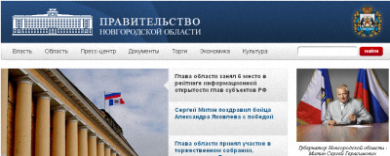 ПРАВИТЕЛЬСТВО
НОВГОРОДСКОЙ ОБЛАСТИ
Власть Область Пресс-центр Документы Торги Экономика Культура найти
Глава области занял 6 место в
рейтинге информационной
открытости глав субъектов РФ
Сергей Митин поздравил бойца
Александра Яковлева с победой
Глава области принял участие в
торжественном собрании,
Губернатор Новгородской области -
Митин Сергей Герасимович